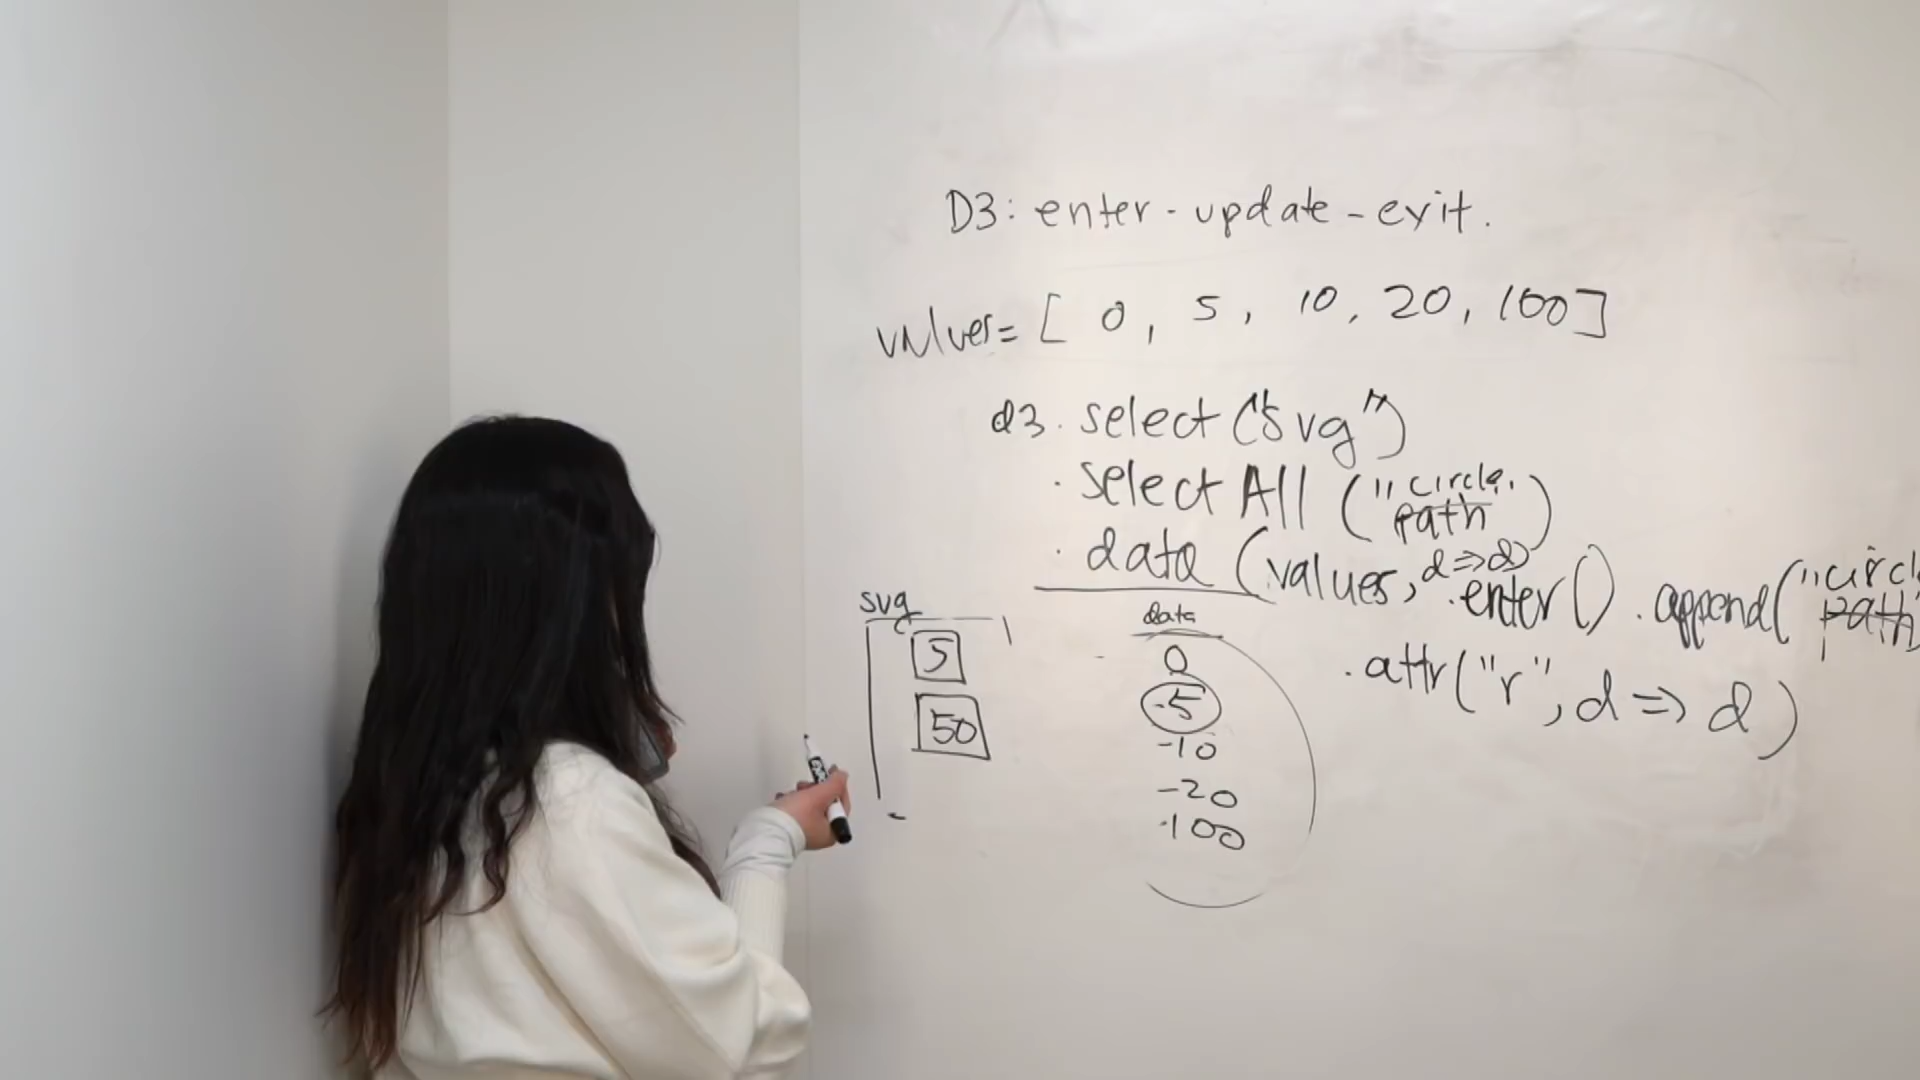 D3: enter-update-exit.
values= [ 0, 5, 10, 20, 100]
d3. select("svg")
. select All ("circle"
path )
. data (values, d=>d) .enter() .append("circl
path"
.attr("r", d => d)
svg
5
50
data
0
-5
-10
-20
-100